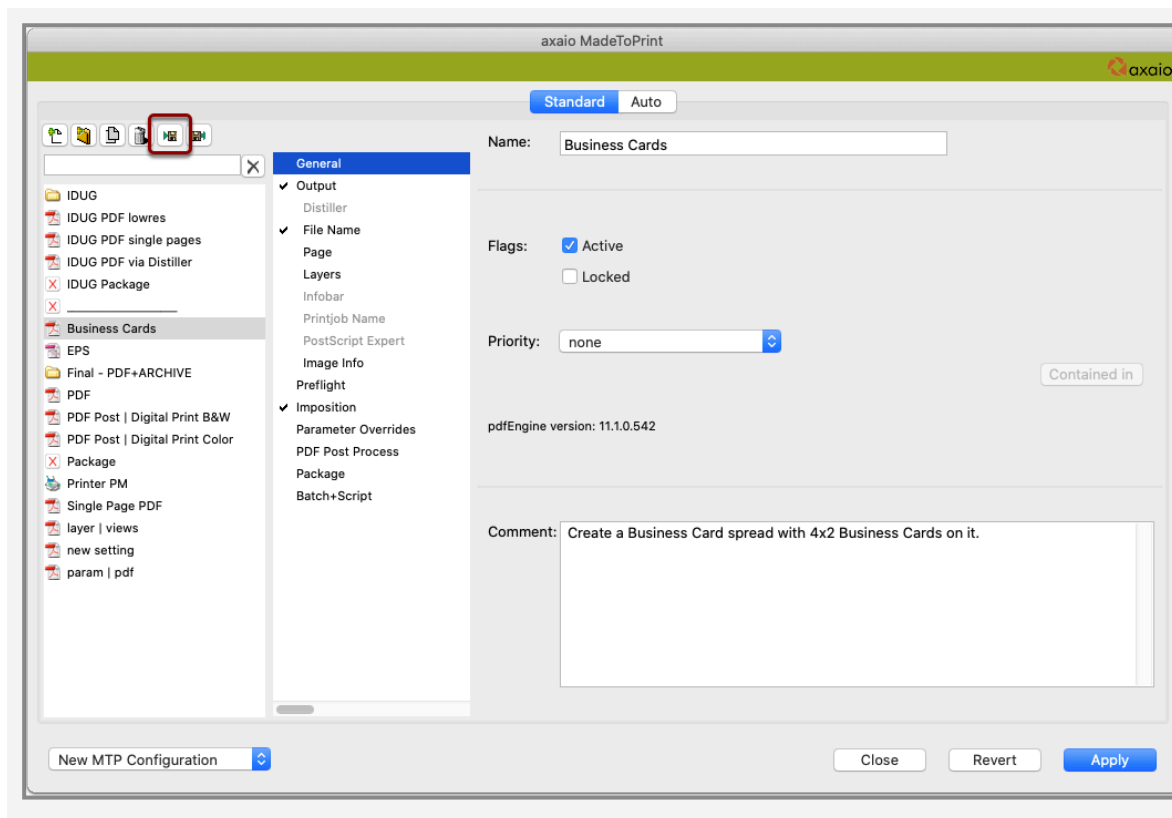 axaio MadeToPrint
axaio
Standard Auto
IDUG
IDUG PDF lowres
IDUG PDF single pages
IDUG PDF via Distiller
IDUG Package
_________________
Business Cards
EPS
Final - PDF+ARCHIVE
PDF
PDF Post | Digital Print B&W
PDF Post | Digital Print Color
Package
Printer PM
Single Page PDF
layer | views
new setting
param | pdf
General
Output
Distiller
File Name
Page
Layers
Infobar
Printjob Name
PostScript Expert
Image Info
Preflight
Imposition
Parameter Overrides
PDF Post Process
Package
Batch+Script
Name: Business Cards
Flags: Active
Locked
Priority: none
Contained in
pdfEngine version: 11.1.0.542
Comment: Create a Business Card spread with 4x2 Business Cards on it.
New MTP Configuration
Close Revert Apply